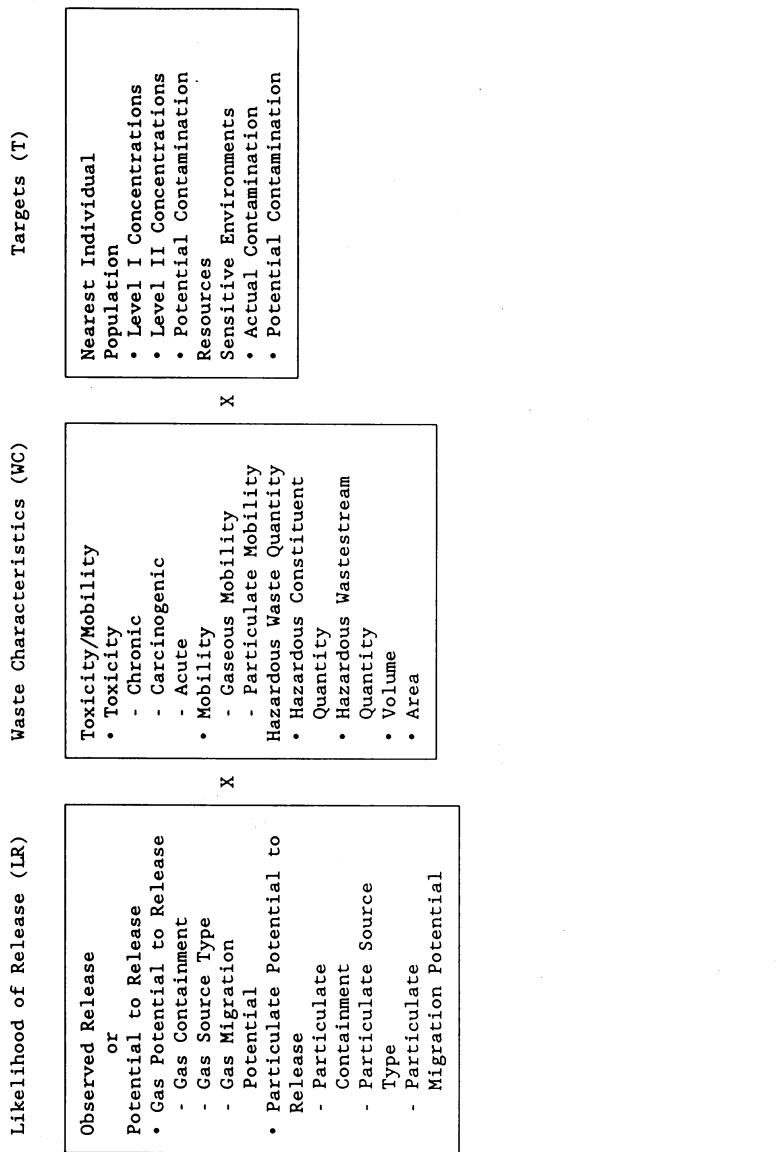 Likelihood of Release (LR)
Observed Release
or
Potential to Release
• Gas Potential to Release
- Gas Containment
- Gas Source Type
- Gas Migration
Potential
• Particulate Potential to
Release
- Particulate
Containment
- Particulate Source
Type
- Particulate
Migration Potential
X
Waste Characteristics (WC)
Toxicity/Mobility
• Toxicity
- Chronic
- Carcinogenic
- Acute
• Mobility
- Gaseous Mobility
- Particulate Mobility
Hazardous Waste Quantity
• Hazardous Constituent
Quantity
• Hazardous Wastestream
Quantity
• Volume
• Area
X
Targets (T)
Nearest Individual
Population
• Level I Concentrations
• Level II Concentrations
• Potential Contamination
Resources
Sensitive Environments
• Actual Contamination
• Potential Contamination